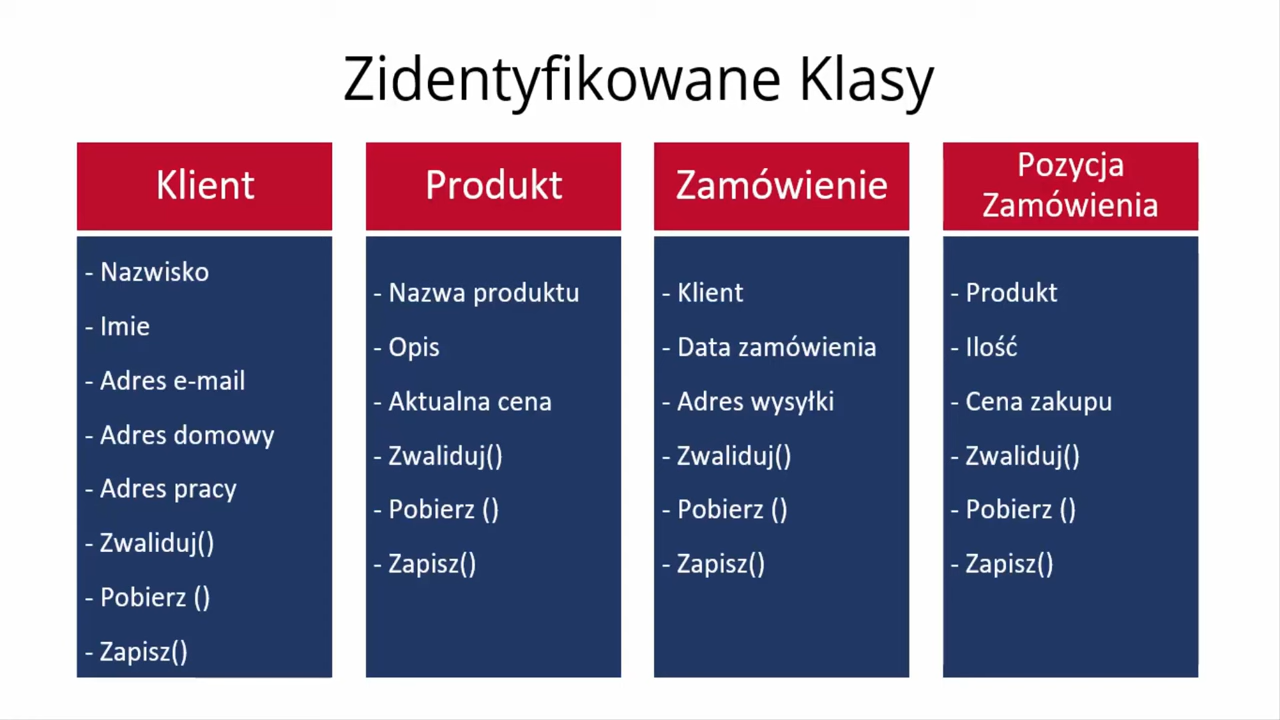 Zidentyfikowane Klasy
Klient
- Nazwisko
- Imie
- Adres e-mail
- Adres domowy
- Adres pracy
- Zwaliduj()
- Pobierz ()
- Zapisz()
Produkt
- Nazwa produktu
- Opis
- Aktualna cena
- Zwaliduj()
- Pobierz ()
- Zapisz()
Zamówienie
- Klient
- Data zamówienia
- Adres wysyłki
- Zwaliduj()
- Pobierz ()
- Zapisz()
Pozycja
Zamówienia
- Produkt
- Ilość
- Cena zakupu
- Zwaliduj()
- Pobierz ()
- Zapisz()